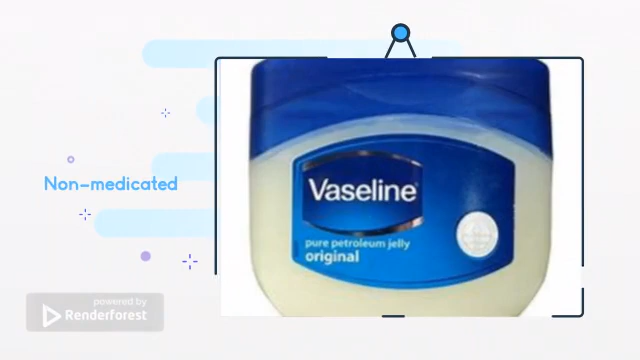 Non-medicated
Vaseline
pure petroleum jelly
original
powered by
Renderforest